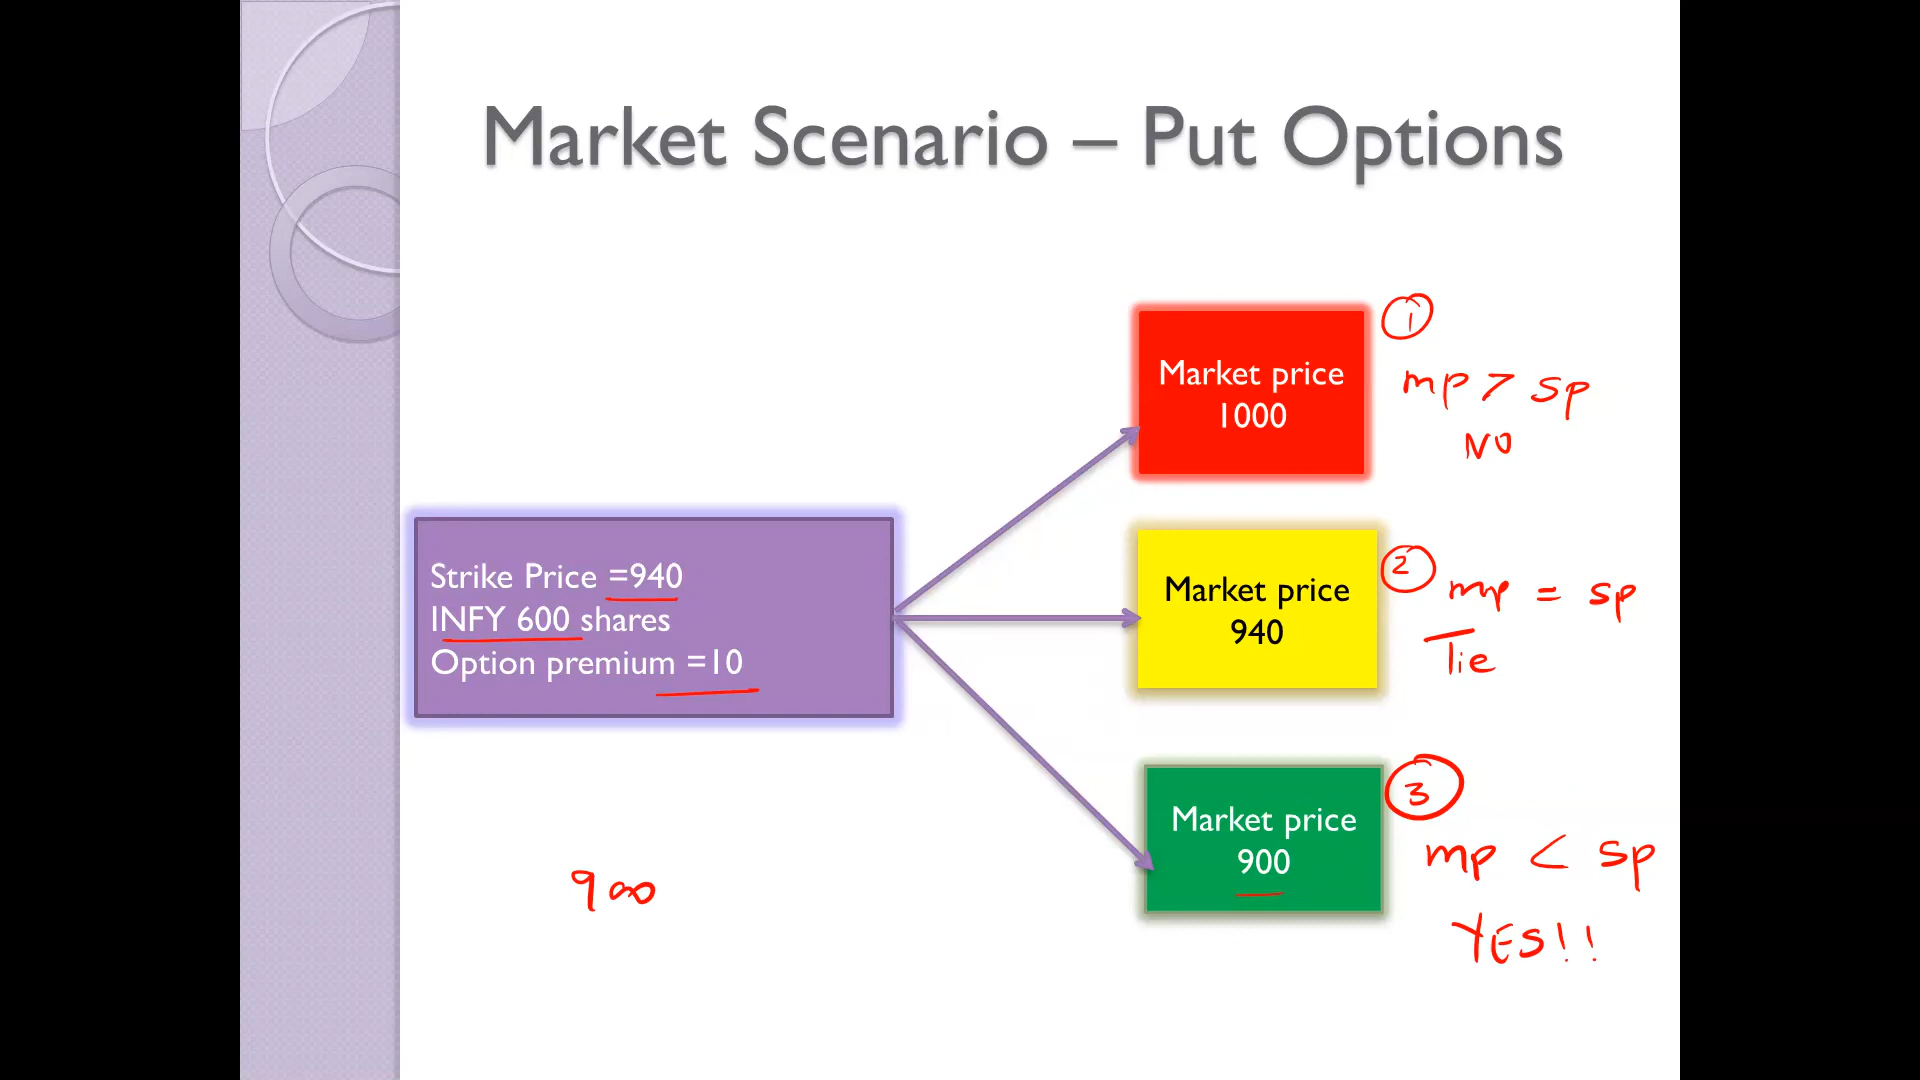 Market Scenario – Put Options
1
Market price
1000
mp > sp
NO
Strike Price =940
INFY 600 shares
Option premium =10
2
Market price
940
mp = sp
Tie
3
Market price
900
mp < sp
YES!!
900